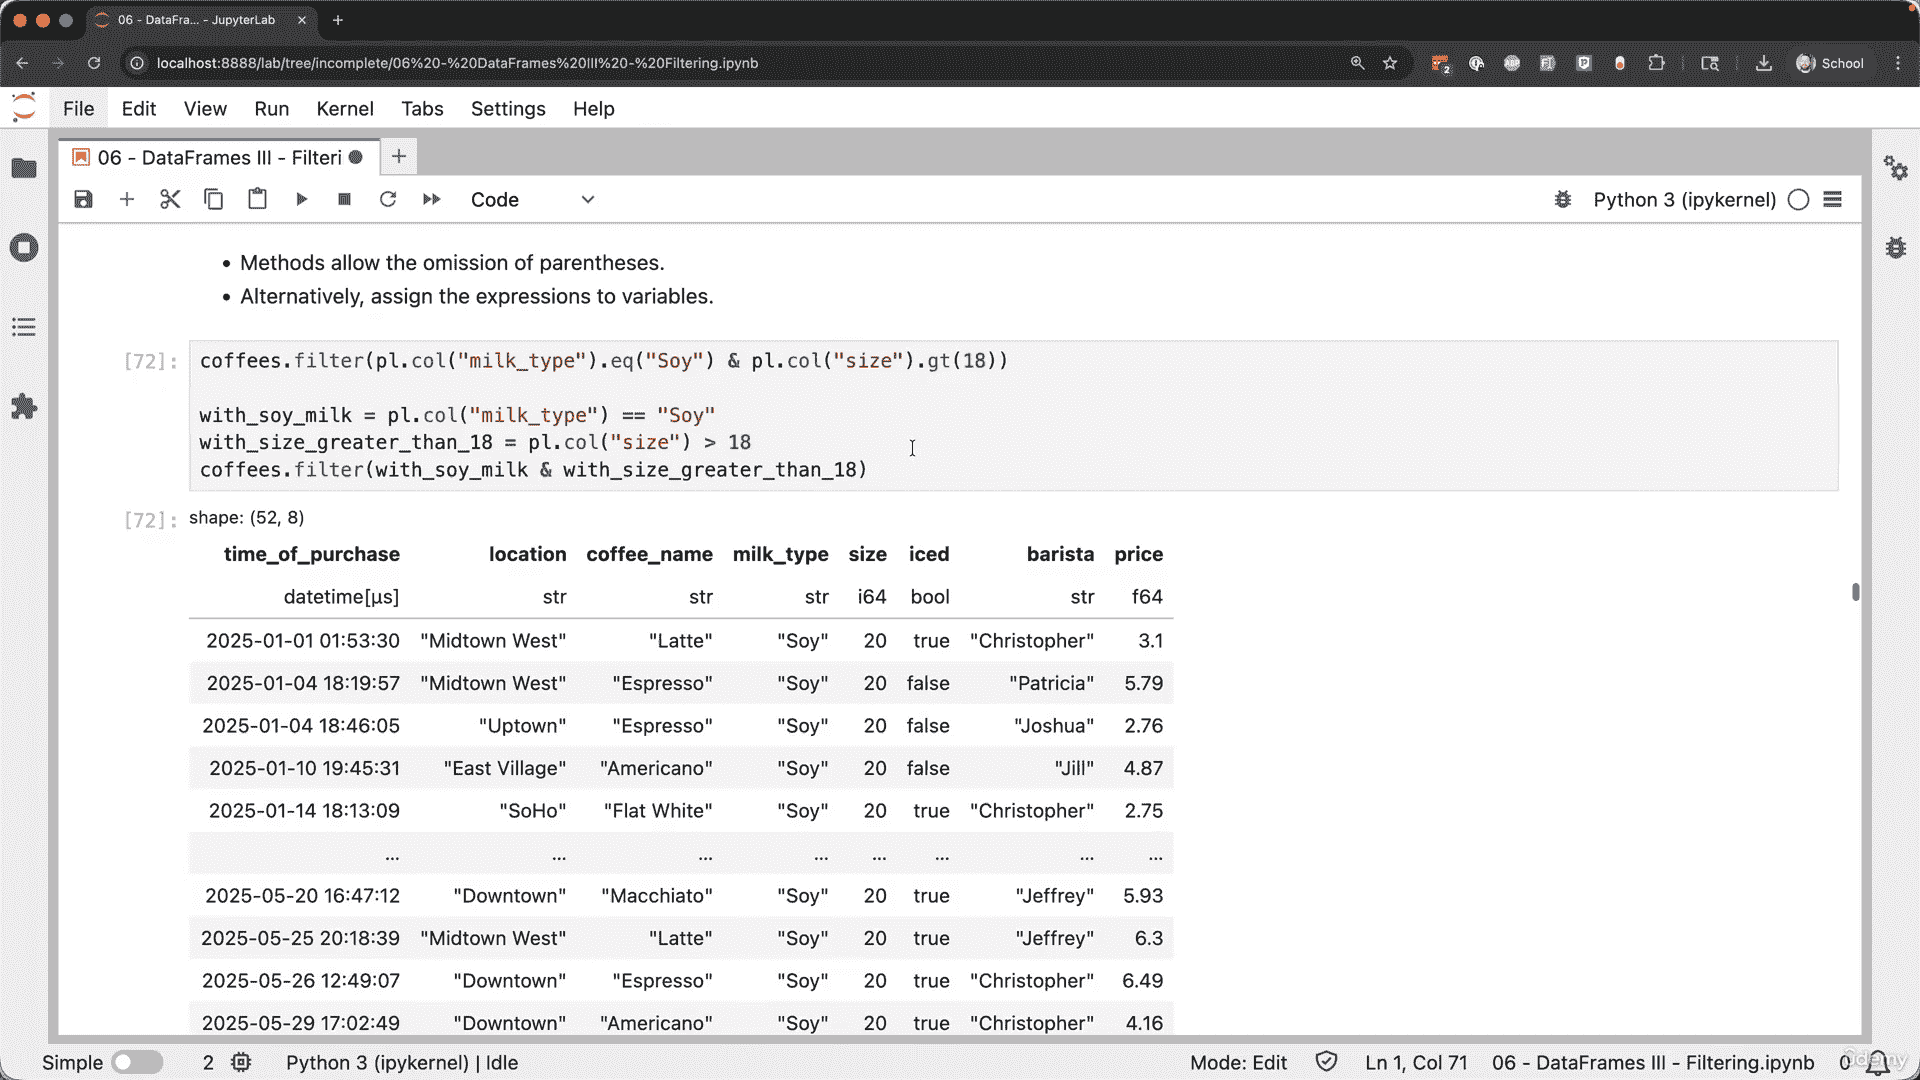 06 - DataFra... - JupyterLab
localhost:8888/lab/tree/incomplete/06%20-%20DataFrames%20III%20-%20Filtering.ipynb
2
ABP
School
File Edit View Run Kernel Tabs Settings Help
06 - DataFrames III - Filteri
Code
Python 3 (ipykernel)
• Methods allow the omission of parentheses.
• Alternatively, assign the expressions to variables.
[72]: coffees.filter(pl.col("milk_type").eq("Soy") & pl.col("size").gt(18))
with_soy_milk = pl.col("milk_type") == "Soy"
with_size_greater_than_18 = pl.col("size") > 18
coffees.filter(with_soy_milk & with_size_greater_than_18)
[72]: shape: (52, 8)
time_of_purchase location coffee_name milk_type size iced barista price
datetime[μs] str str str i64 bool str f64
2025-01-01 01:53:30 "Midtown West" "Latte" "Soy" 20 true "Christopher" 3.1
2025-01-04 18:19:57 "Midtown West" "Espresso" "Soy" 20 false "Patricia" 5.79
2025-01-04 18:46:05 "Uptown" "Espresso" "Soy" 20 false "Joshua" 2.76
2025-01-10 19:45:31 "East Village" "Americano" "Soy" 20 false "Jill" 4.87
2025-01-14 18:13:09 "SoHo" "Flat White" "Soy" 20 true "Christopher" 2.75
... ... ... ... ... ... ... ...
2025-05-20 16:47:12 "Downtown" "Macchiato" "Soy" 20 true "Jeffrey" 5.93
2025-05-25 20:18:39 "Midtown West" "Latte" "Soy" 20 true "Jeffrey" 6.3
2025-05-26 12:49:07 "Downtown" "Espresso" "Soy" 20 true "Christopher" 6.49
2025-05-29 17:02:49 "Downtown" "Americano" "Soy" 20 true "Christopher" 4.16
Simple 2 Python 3 (ipykernel) | Idle Mode: Edit Ln 1, Col 71 06 - DataFrames III - Filtering.ipynb 0